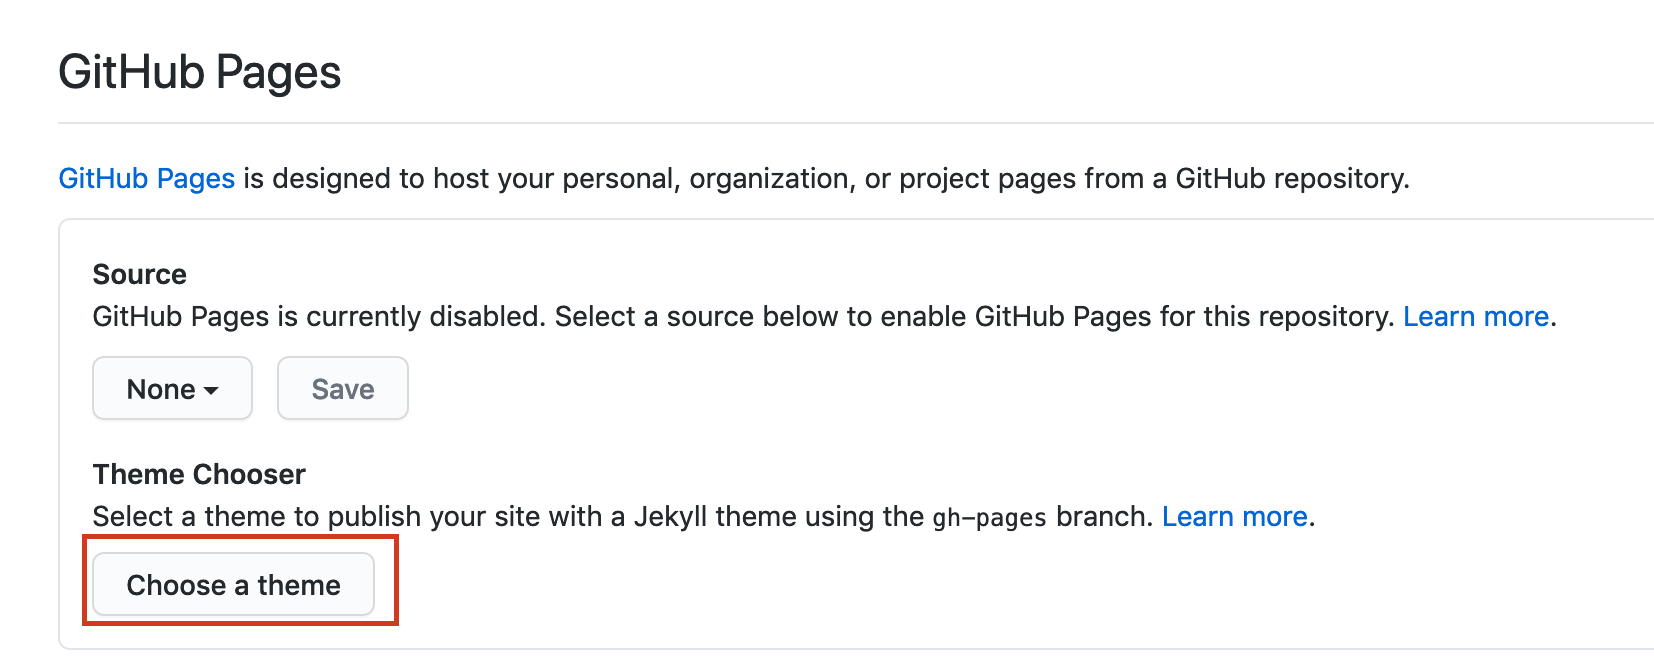 GitHub Pages
GitHub Pages is designed to host your personal, organization, or project pages from a GitHub repository.
Source
GitHub Pages is currently disabled. Select a source below to enable GitHub Pages for this repository. Learn more.
None Save
Theme Chooser
Select a theme to publish your site with a Jekyll theme using the gh-pages branch. Learn more.
Choose a theme